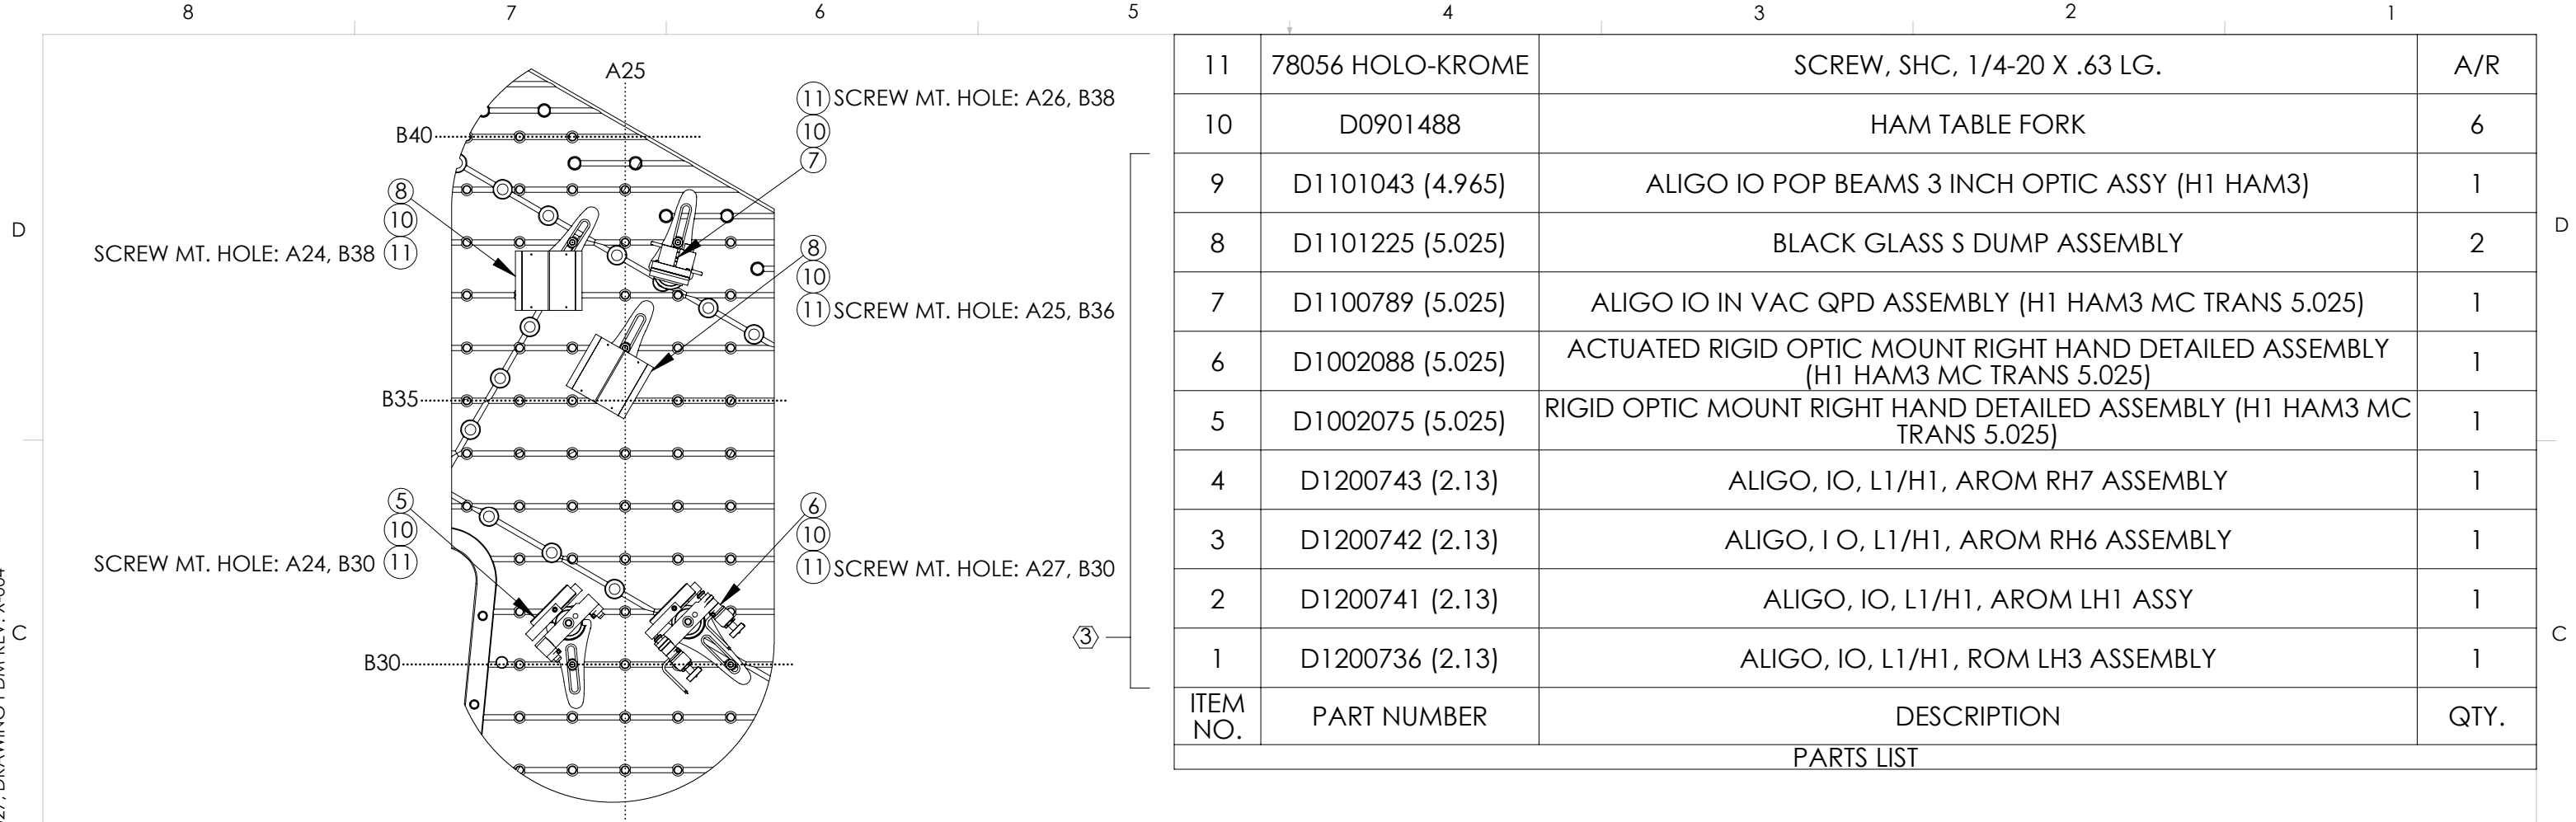 8 7 6 5 4 3 2 1
A25
11 SCREW MT. HOLE: A26, B38
10
7
B40
8
10
SCREW MT. HOLE: A24, B38 11
8
10
11 SCREW MT. HOLE: A25, B36
B35
5
10
SCREW MT. HOLE: A24, B30 11
6
10
11 SCREW MT. HOLE: A27, B30
B30
3
D
C
D
C
11 78056 HOLO-KROME SCREW, SHC, 1/4-20 X .63 LG. A/R
10 D0901488 HAM TABLE FORK 6
9 D1101043 (4.965) ALIGO IO POP BEAMS 3 INCH OPTIC ASSY (H1 HAM3) 1
8 D1101225 (5.025) BLACK GLASS S DUMP ASSEMBLY 2
7 D1100789 (5.025) ALIGO IO IN VAC QPD ASSEMBLY (H1 HAM3 MC TRANS 5.025) 1
6 D1002088 (5.025) ACTUATED RIGID OPTIC MOUNT RIGHT HAND DETAILED ASSEMBLY
(H1 HAM3 MC TRANS 5.025) 1
5 D1002075 (5.025) RIGID OPTIC MOUNT RIGHT HAND DETAILED ASSEMBLY (H1 HAM3 MC
TRANS 5.025) 1
4 D1200743 (2.13) ALIGO, IO, L1/H1, AROM RH7 ASSEMBLY 1
3 D1200742 (2.13) ALIGO, I O, L1/H1, AROM RH6 ASSEMBLY 1
2 D1200741 (2.13) ALIGO, IO, L1/H1, AROM LH1 ASSY 1
1 D1200736 (2.13) ALIGO, IO, L1/H1, ROM LH3 ASSEMBLY 1
ITEM
NO. PART NUMBER DESCRIPTION QTY.
PARTS LIST